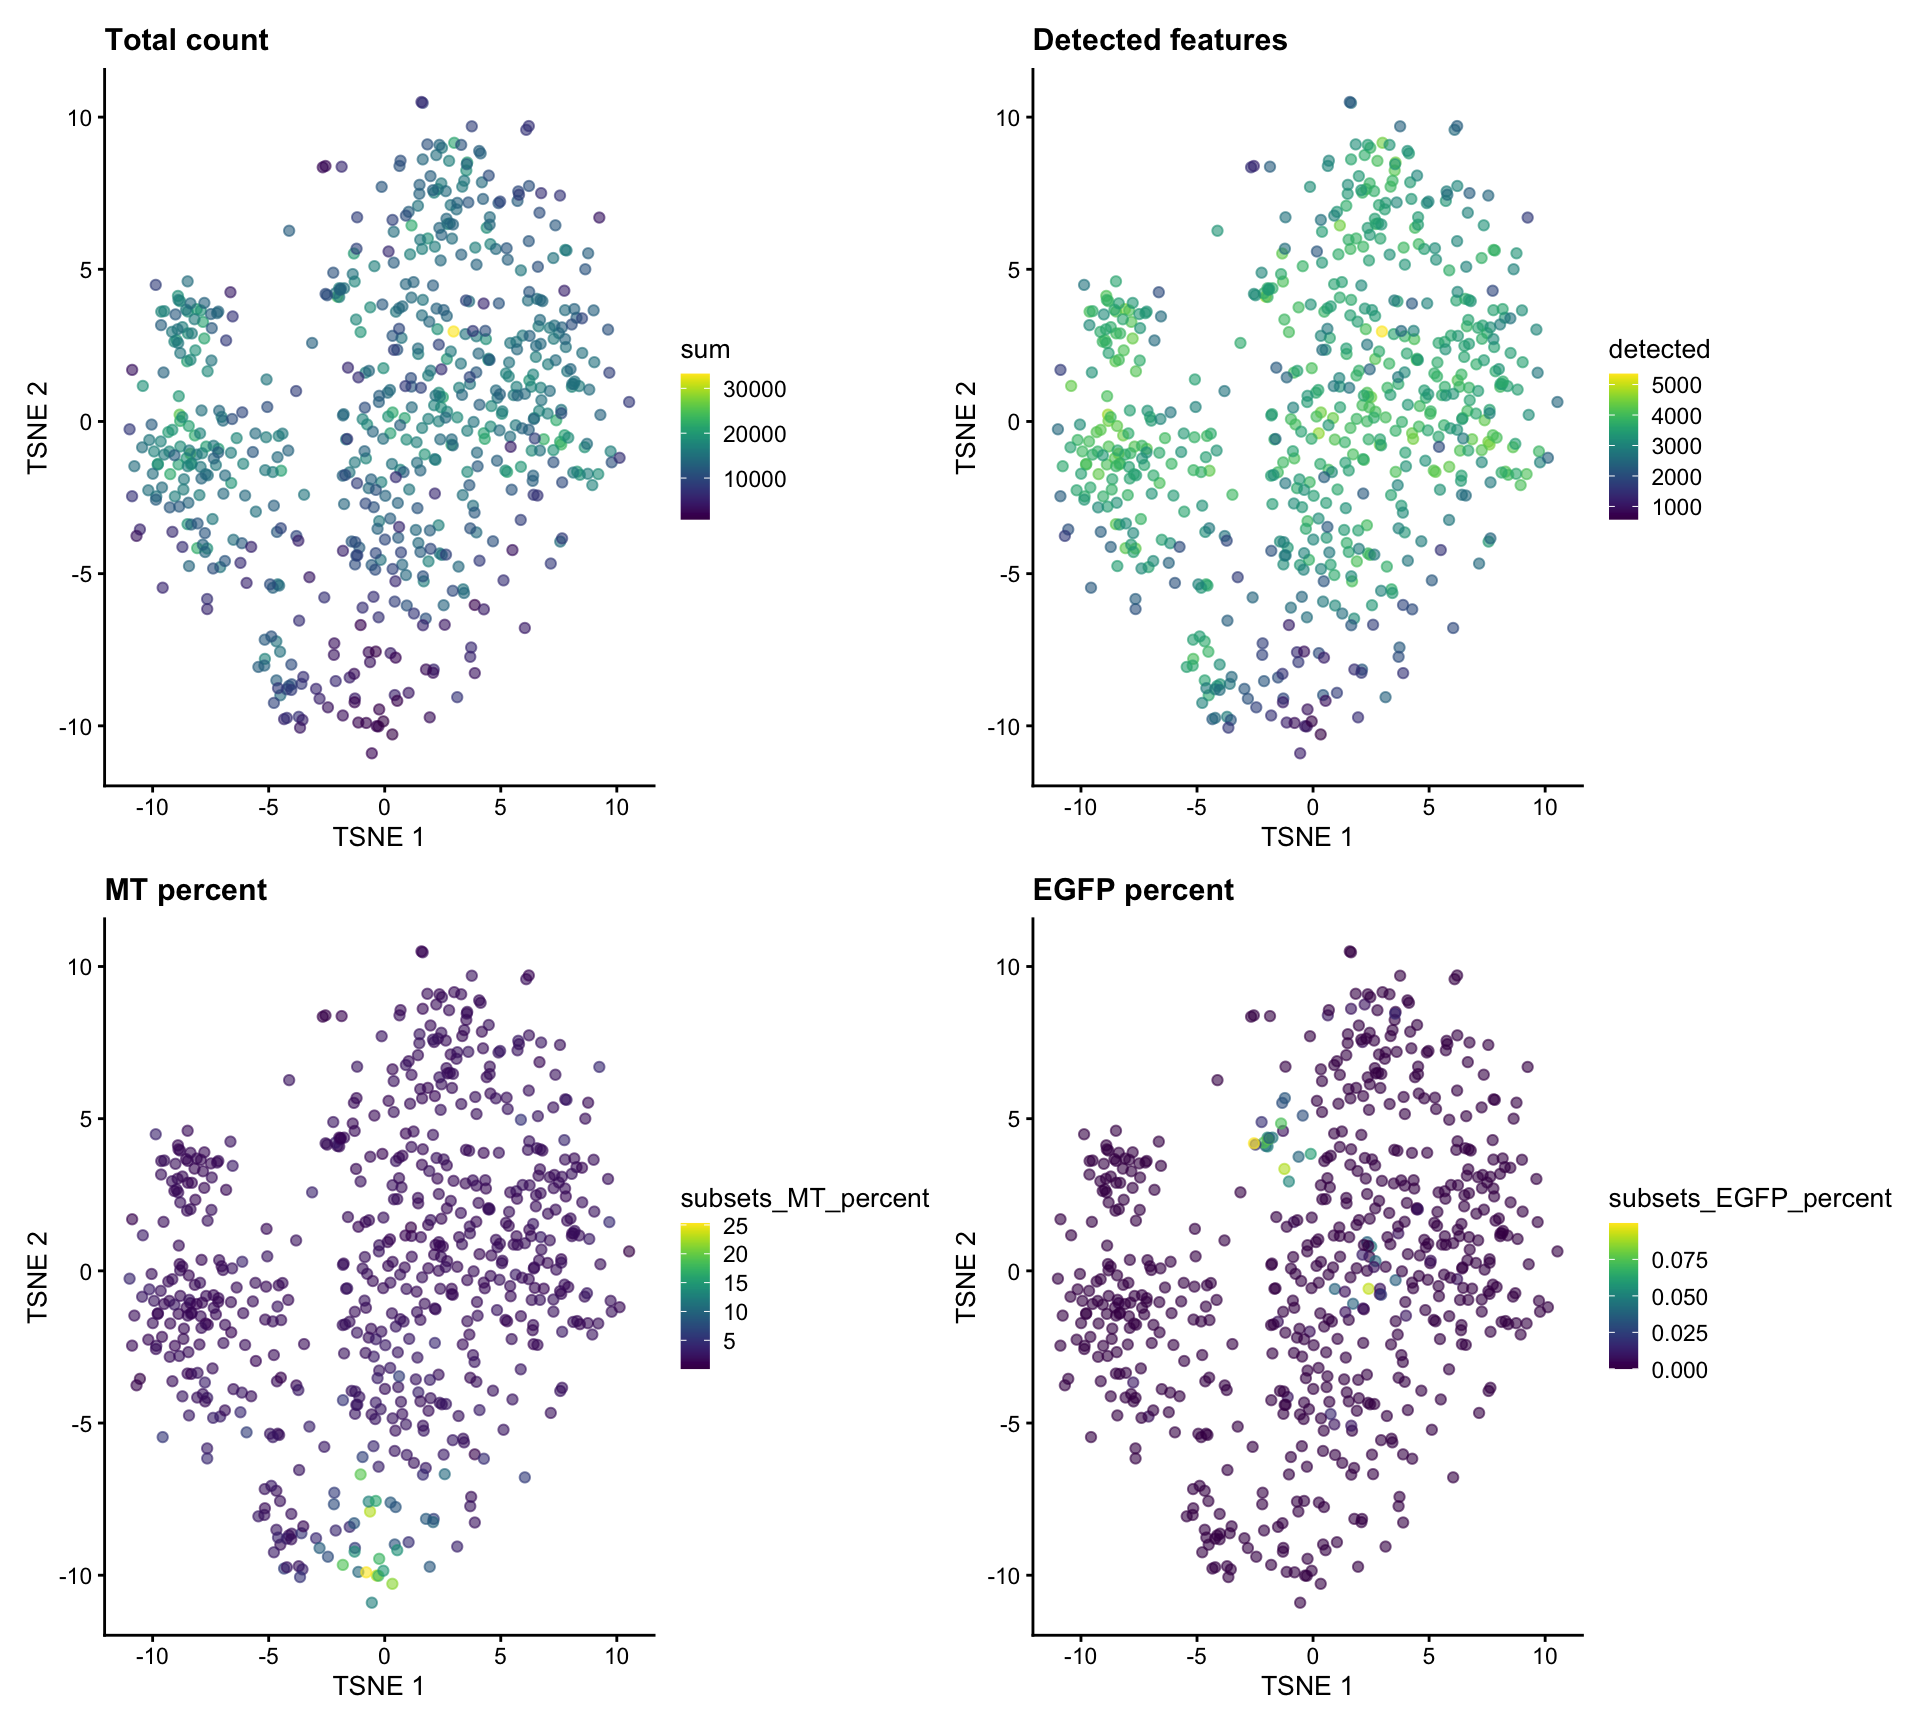 Total count
10
5
0
-5
-10
TSNE 2
-10 -5 0 5 10
TSNE 1
sum
30000
20000
10000
Detected features
10
5
0
-5
-10
TSNE 2
-10 -5 0 5 10
TSNE 1
detected
5000
4000
3000
2000
1000
MT percent
10
5
0
-5
-10
TSNE 2
-10 -5 0 5 10
TSNE 1
subsets_MT_percent
25
20
15
10
5
EGFP percent
10
5
0
-5
-10
TSNE 2
-10 -5 0 5 10
TSNE 1
subsets_EGFP_percent
0.075
0.050
0.025
0.000